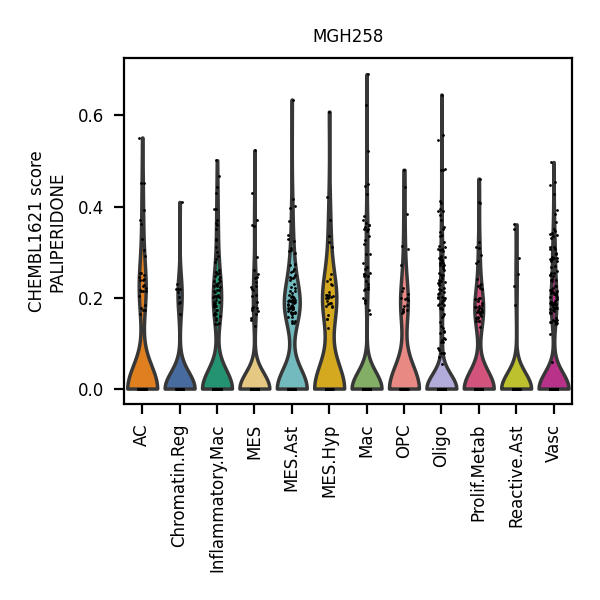 MGH258
CHEMBL1621 score
PALIPERIDONE
0.6
0.4
0.2
0.0
AC
Chromatin.Reg
Inflammatory.Mac
MES
MES.Ast
MES.Hyp
Mac
OPC
Oligo
Prolif.Metab
Reactive.Ast
Vasc